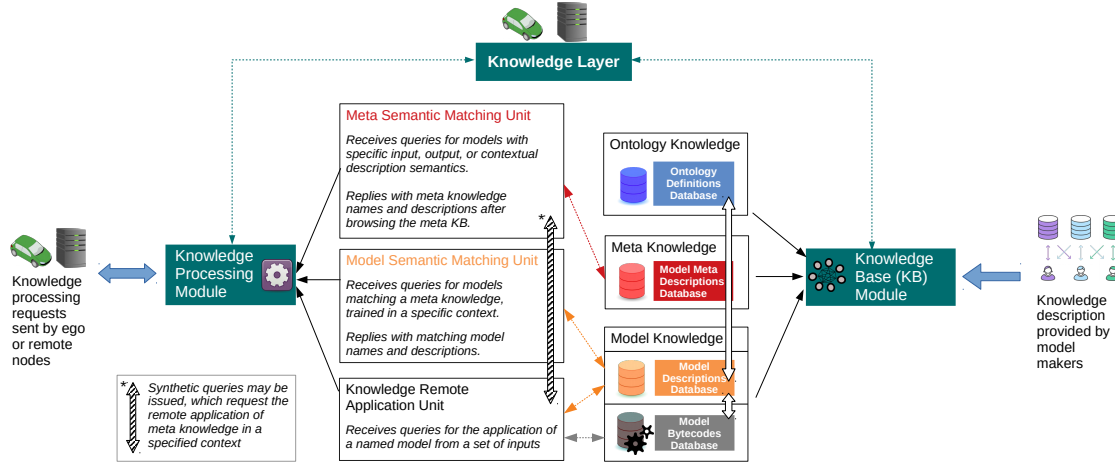 Knowledge Layer
Meta Semantic Matching Unit
Receives queries for models with
specific input, output, or contextual
description semantics.
Replies with meta knowledge
names and descriptions after
browsing the meta KB.
*
Model Semantic Matching Unit
Receives queries for models
matching a meta knowledge,
trained in a specific context.
Replies with matching model
names and descriptions.
Knowledge Remote
Application Unit
Receives queries for the application of
a named model from a set of inputs
Ontology Knowledge
Ontology
Definitions
Database
Meta Knowledge
Model Meta
Descriptions
Database
Model Knowledge
Model
Descriptions
Database
Model
Bytecodes
Database
Knowledge
Processing
Module
Knowledge
Base (KB)
Module
Knowledge
processing
requests
sent by ego
or remote
nodes
Knowledge
description
provided by
model
makers
*
Synthetic queries may be
issued, which request the
remote application of
meta knowledge in a
specified context